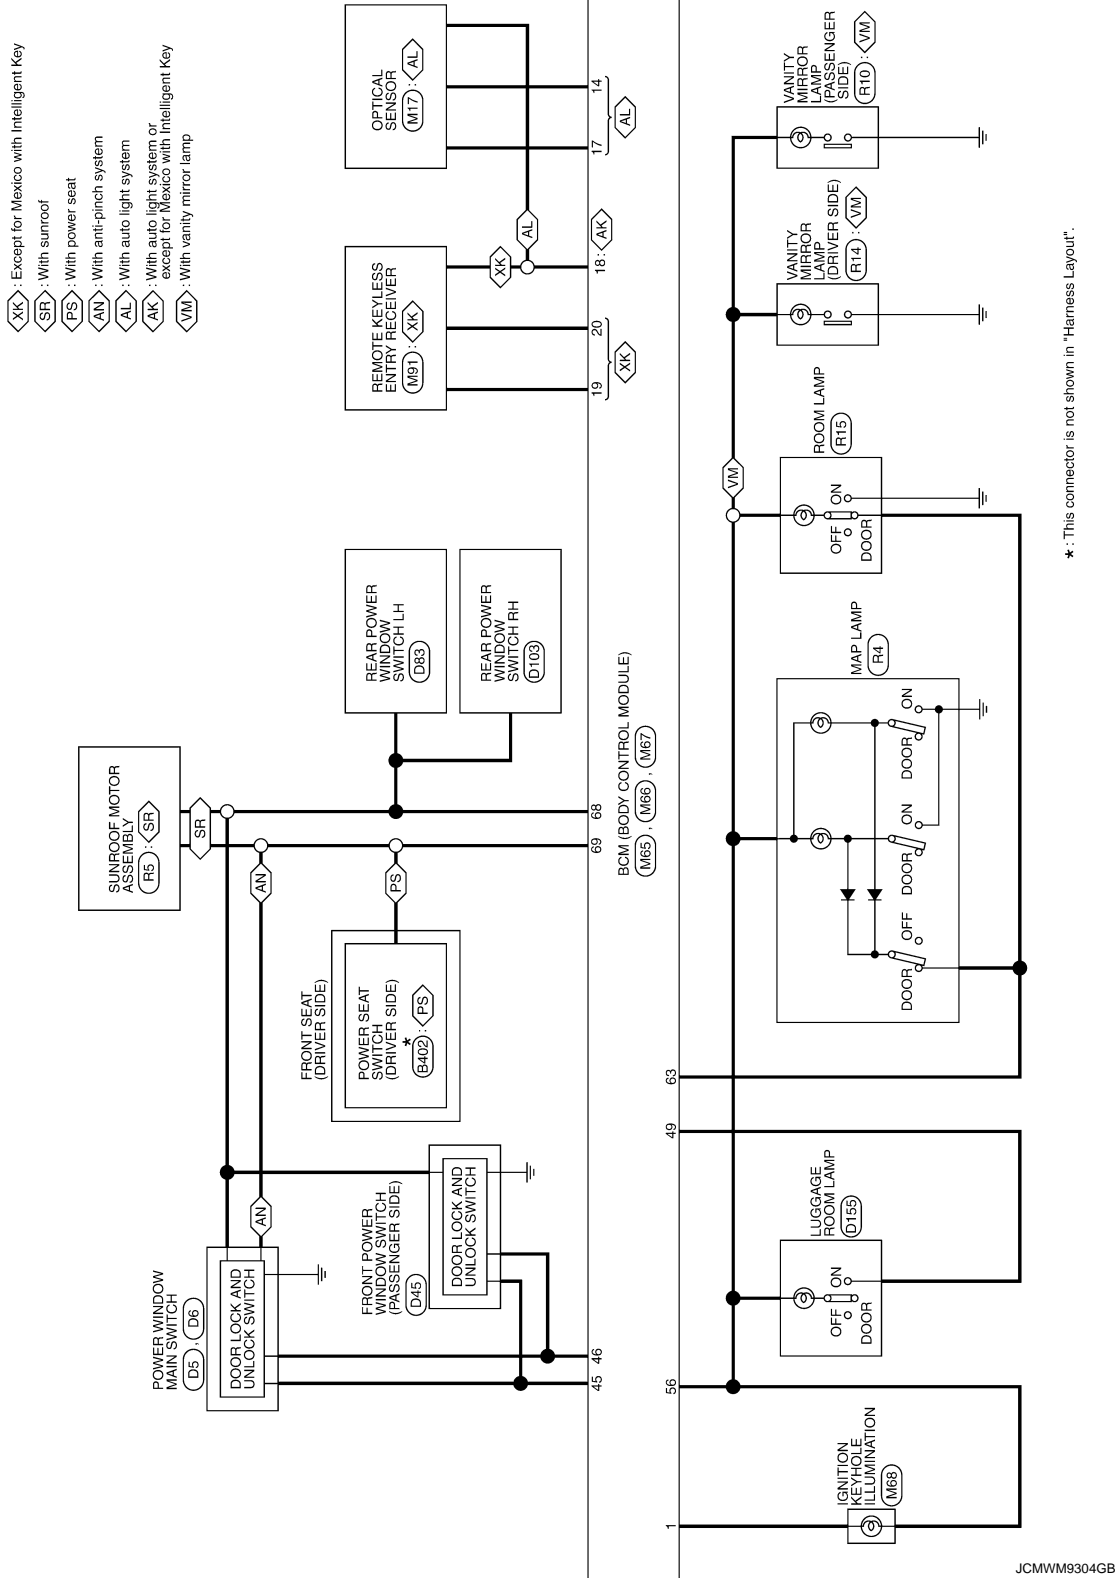 XK : Except for Mexico with Intelligent Key
SR : With sunroof
PS : With power seat
AN : With anti-pinch system
AL : With auto light system
AK : With auto light system or
except for Mexico with Intelligent Key
VM : With vanity mirror lamp
POWER WINDOW
MAIN SWITCH
D5 , D6
DOOR LOCK AND
UNLOCK SWITCH
AN
AN
SUNROOF MOTOR
ASSEMBLY
R5 : SR
SR
FRONT POWER
WINDOW SWITCH
(PASSENGER SIDE)
D45
DOOR LOCK AND
UNLOCK SWITCH
FRONT SEAT
(DRIVER SIDE)
POWER SEAT
SWITCH
(DRIVER SIDE)
*
B402 : PS
PS
REAR POWER
WINDOW
SWITCH LH
D83
REAR POWER
WINDOW
SWITCH RH
D103
REMOTE KEYLESS
ENTRY RECEIVER
M91 : XK
XK
AL
OPTICAL
SENSOR
M17 : AL
45
46
69
68
19
20
XK
18 : AK
17
14
AL
BCM (BODY CONTROL MODULE)
M65 , M66 , M67
1
56
49
63
IGNITION
KEYHOLE
ILLUMINATION
M68
LUGGAGE
ROOM LAMP
D155
OFF
ON
DOOR
MAP LAMP
R4
DOOR
OFF
DOOR
ON
DOOR
ON
ROOM LAMP
R15
OFF
ON
DOOR
VM
VANITY
MIRROR
LAMP
(DRIVER SIDE)
R14 : VM
VANITY
MIRROR
LAMP
(PASSENGER
SIDE)
R10 : VM
* : This connector is not shown in "Harness Layout".
JCMWM9304GB